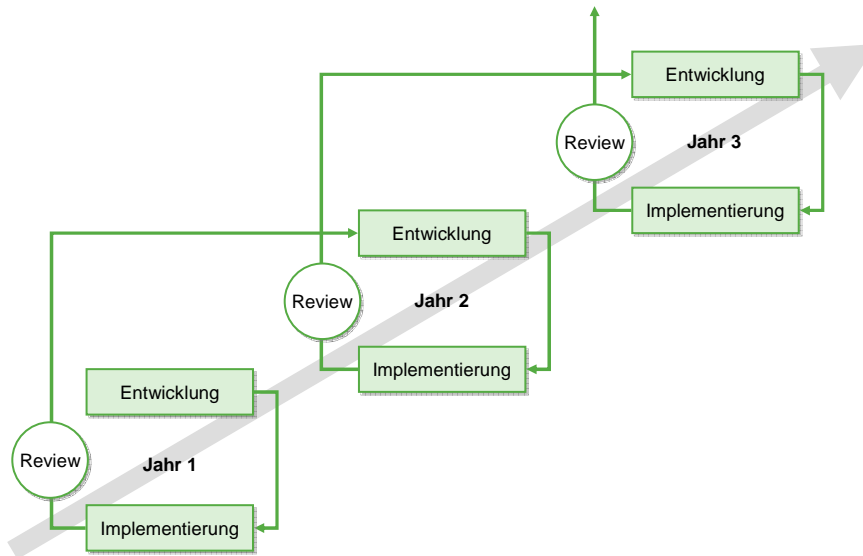 Entwicklung
Review
Jahr 3
Implementierung
Entwicklung
Review
Jahr 2
Implementierung
Entwicklung
Review
Jahr 1
Implementierung